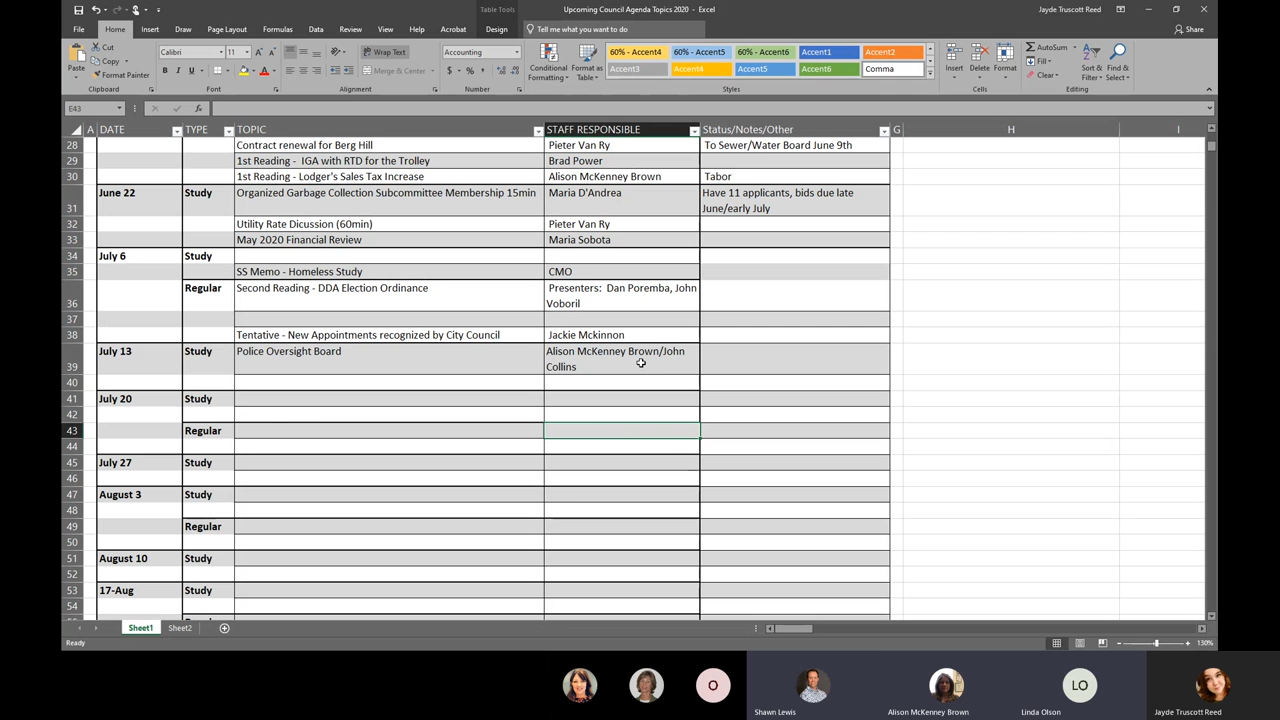 Table Tools
Upcoming Council Agenda Topics 2020 - Excel
Jayde Truscott Reed
File Home Insert Draw Page Layout Formulas Data Review View Help Acrobat Design Tell me what you want to do
Share
Paste
Cut
Copy
Format Painter
Clipboard
Calibri 11
B I U
Font
Wrap Text
Merge & Center
Alignment
Accounting
$ % ,
Number
Conditional Formatting
Format as Table
60% - Accent4 60% - Accent5 60% - Accent6 Accent1 Accent2
Accent3 Accent4 Accent5 Accent6 Comma
Styles
Insert Delete Format
Cells
AutoSum
Fill
Clear
Sort & Filter
Find & Select
Editing
E43
fx
A DATE TYPE TOPIC STAFF RESPONSIBLE Status/Notes/Other G H I
28 Contract renewal for Berg Hill Pieter Van Ry To Sewer/Water Board June 9th
29 1st Reading - IGA with RTD for the Trolley Brad Power
30 1st Reading - Lodger's Sales Tax Increase Alison McKenney Brown Tabor
31 June 22 Study Organized Garbage Collection Subcommittee Membership 15min Maria D'Andrea Have 11 applicants, bids due late
June/early July
32 Utility Rate Dicussion (60min) Pieter Van Ry
33 May 2020 Financial Review Maria Sobota
34 July 6 Study
35 SS Memo - Homeless Study CMO
36 Regular Second Reading - DDA Election Ordinance Presenters: Dan Poremba, John
Voboril
37
38 Tentative - New Appointments recognized by City Council Jackie Mckinnon
39 July 13 Study Police Oversight Board Alison McKenney Brown/John
Collins
40
41 July 20 Study
42
43 Regular
44
45 July 27 Study
46
47 August 3 Study
48
49 Regular
50
51 August 10 Study
52
53 17-Aug Study
54
Sheet1 Sheet2
Ready
130%
O
LO
Shawn Lewis
Alison McKenney Brown
Linda Olson
Jayde Truscott Reed